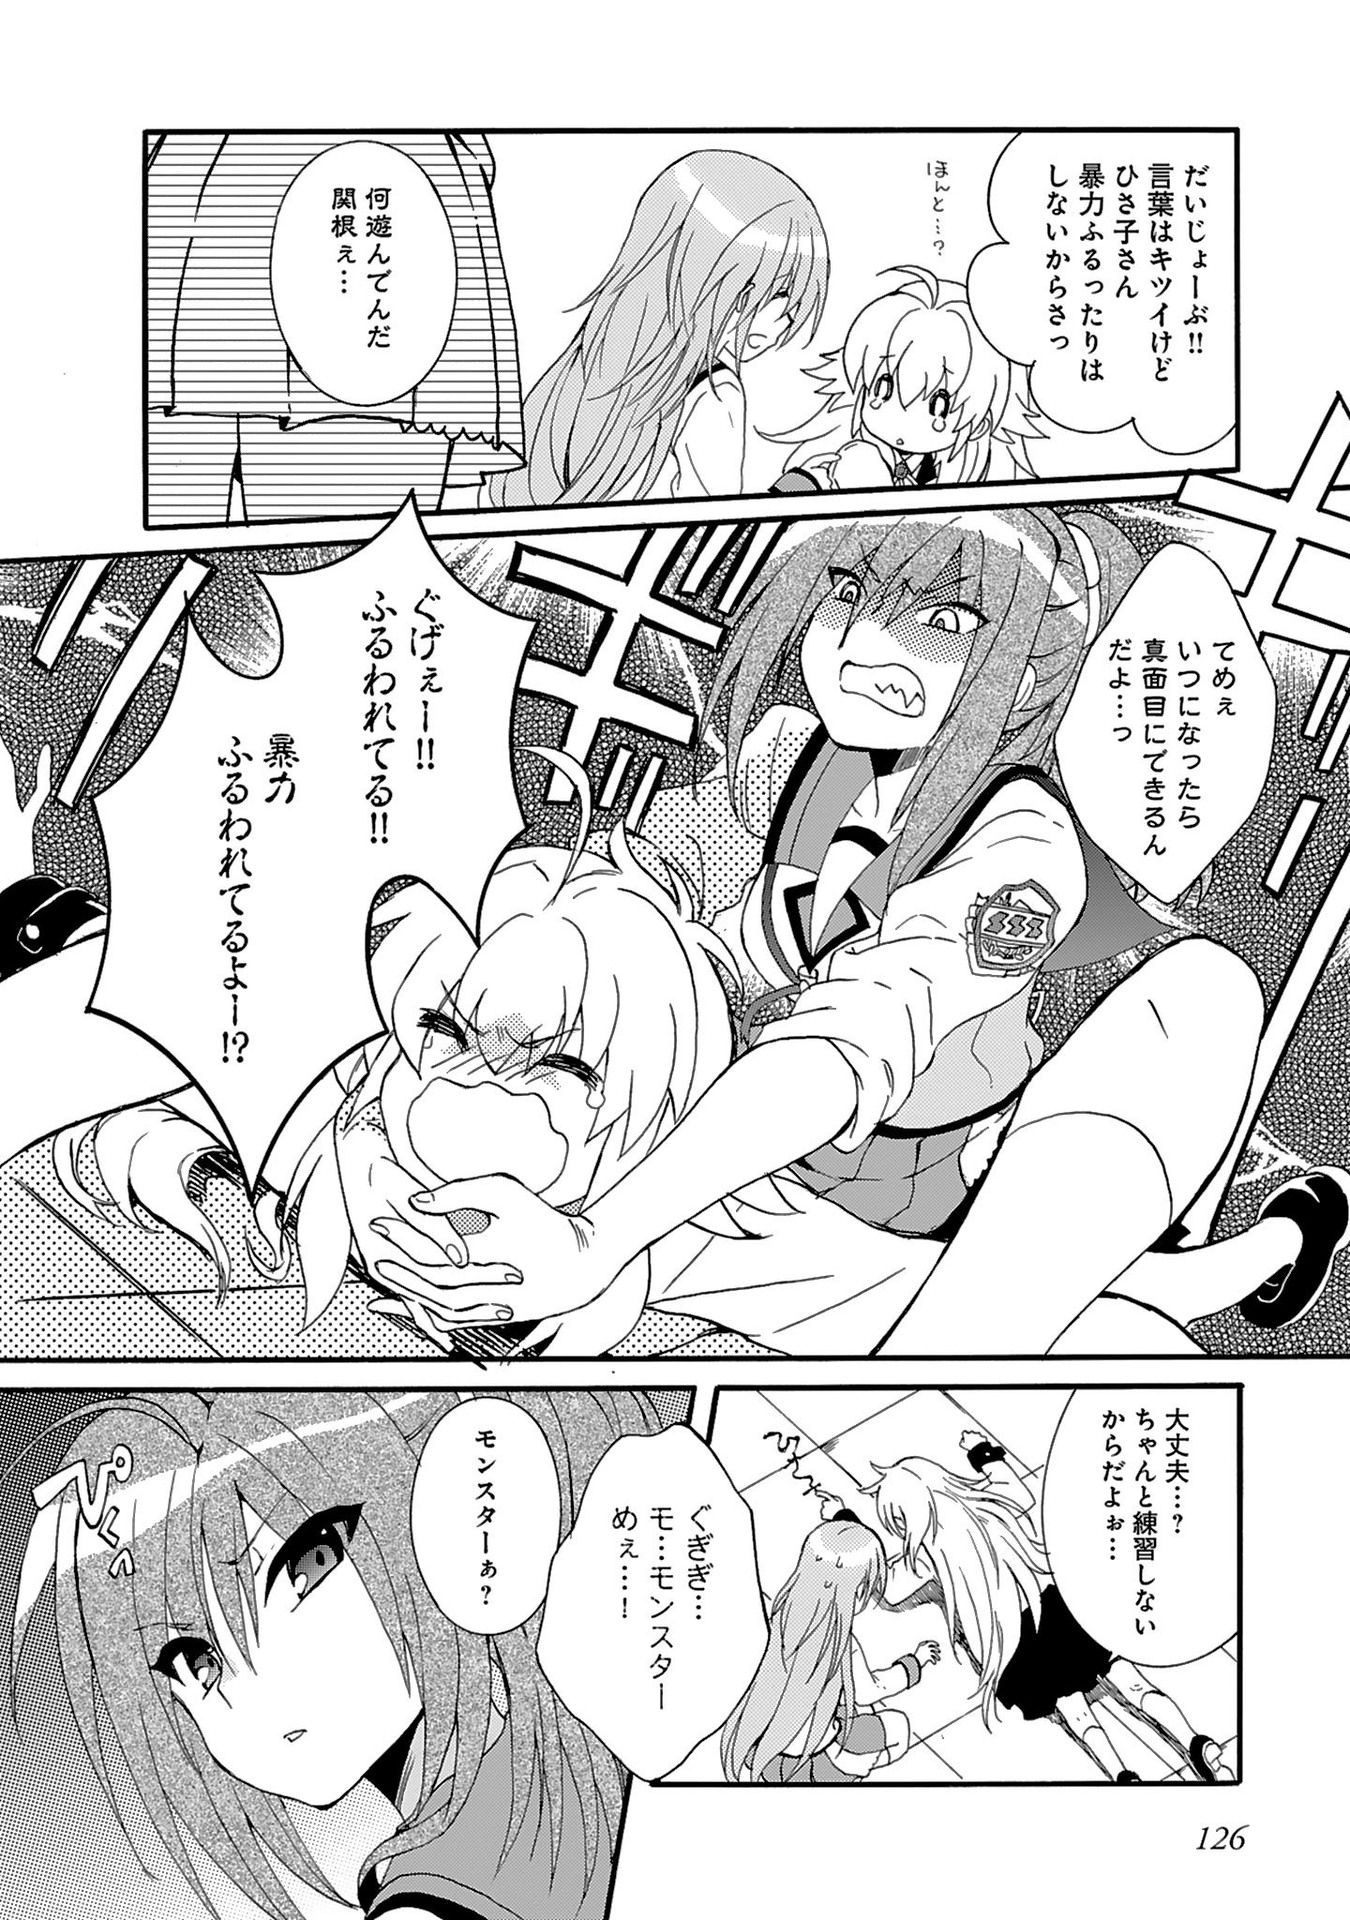 だいじょーぶ!!
言葉はキツイけど
ひさ子さん
暴力ふるったりは
しないからさっ
ほんと…?
何遊んでんだ
関根ぇ…
てめぇ
いつになったら
真面目にできるん
だよ…っ
ぐげぇー!!
ふるわれてる!!
暴力
ふるわれてるよー!?
SSS
大丈夫…?
ちゃんと練習しない
からだよぉ…
ぐぎぎ…
モ…モンスター
めぇ…!
モンスターぁ?
ぴくっ
126